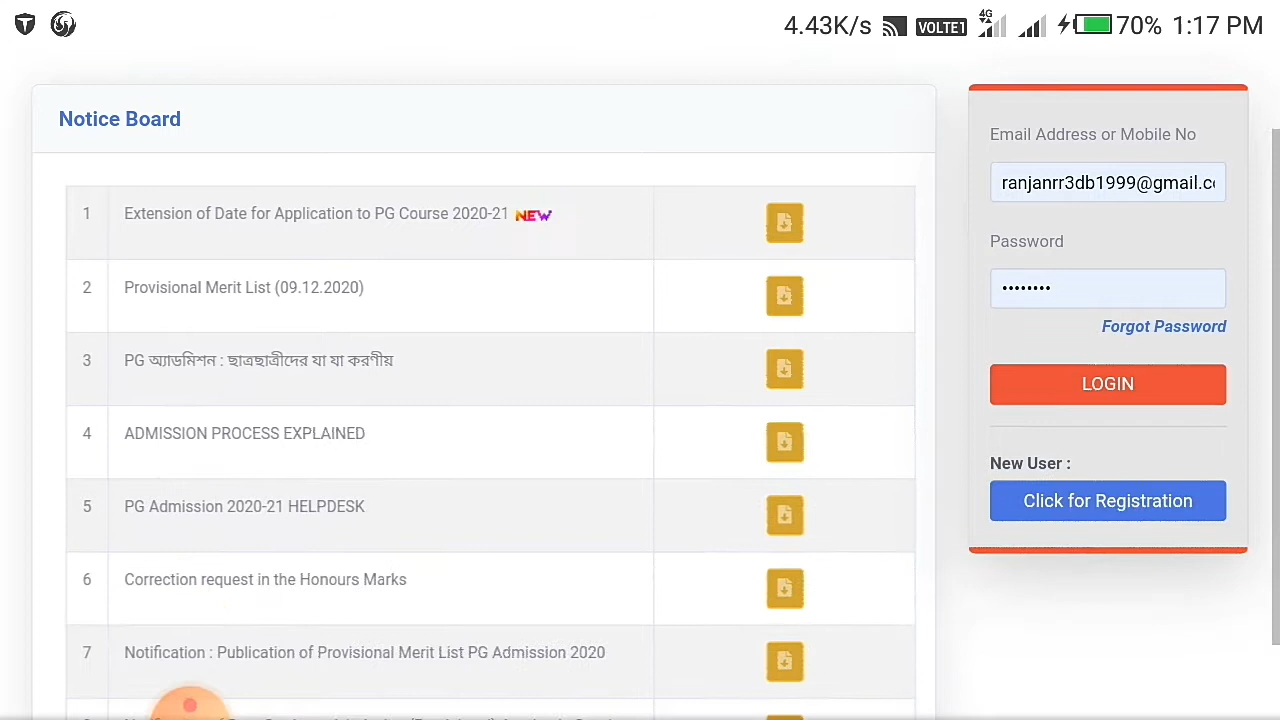 4.43K/s VOLTE1 4G 70% 1:17 PM
Notice Board
1 Extension of Date for Application to PG Course 2020-21 NEW
2 Provisional Merit List (09.12.2020)
3 PG অ্যাডমিশন : ছাত্রছাত্রীদের যা যা করণীয়
4 ADMISSION PROCESS EXPLAINED
5 PG Admission 2020-21 HELPDESK
6 Correction request in the Honours Marks
7 Notification : Publication of Provisional Merit List PG Admission 2020
Email Address or Mobile No
ranjanrr3db1999@gmail.c
Password
••••••••
Forgot Password
LOGIN
New User :
Click for Registration